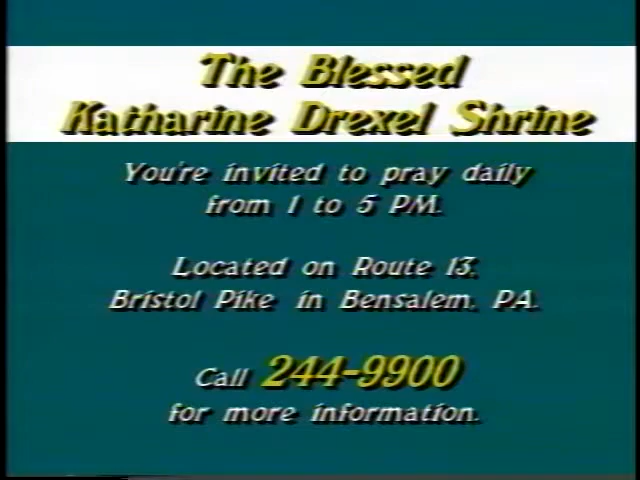 The Blessed
Katharine Drexel Shrine
You're invited to pray daily
from 1 to 5 PM.
Located on Route 13,
Bristol Pike in Bensalem, PA.
Call 244-9900
for more information.